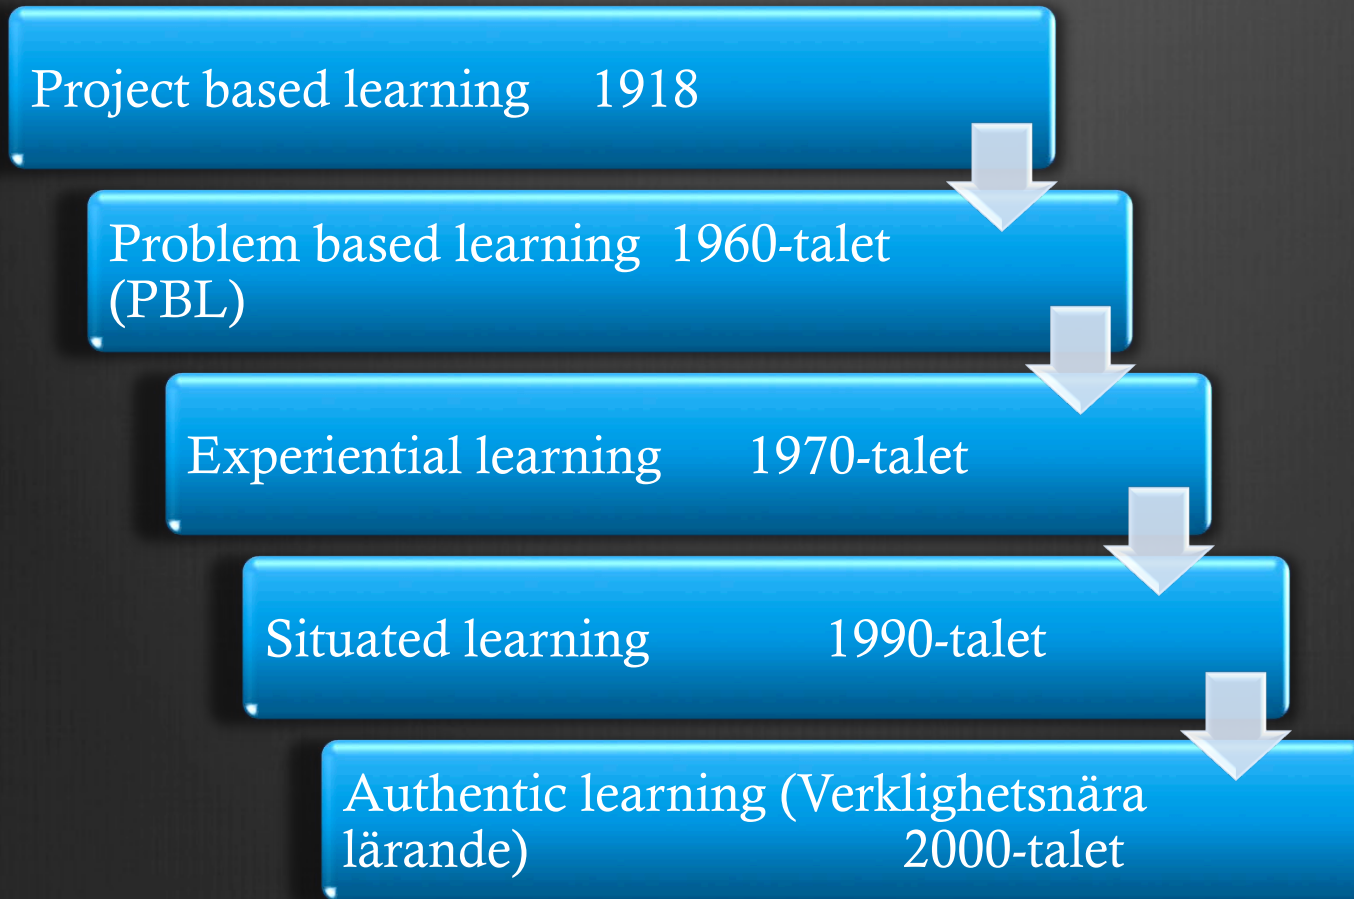 Project based learning 1918
Problem based learning 1960-talet
(PBL)
Experiential learning 1970-talet
Situated learning 1990-talet
Authentic learning (Verklighetsnära
lärande) 2000-talet